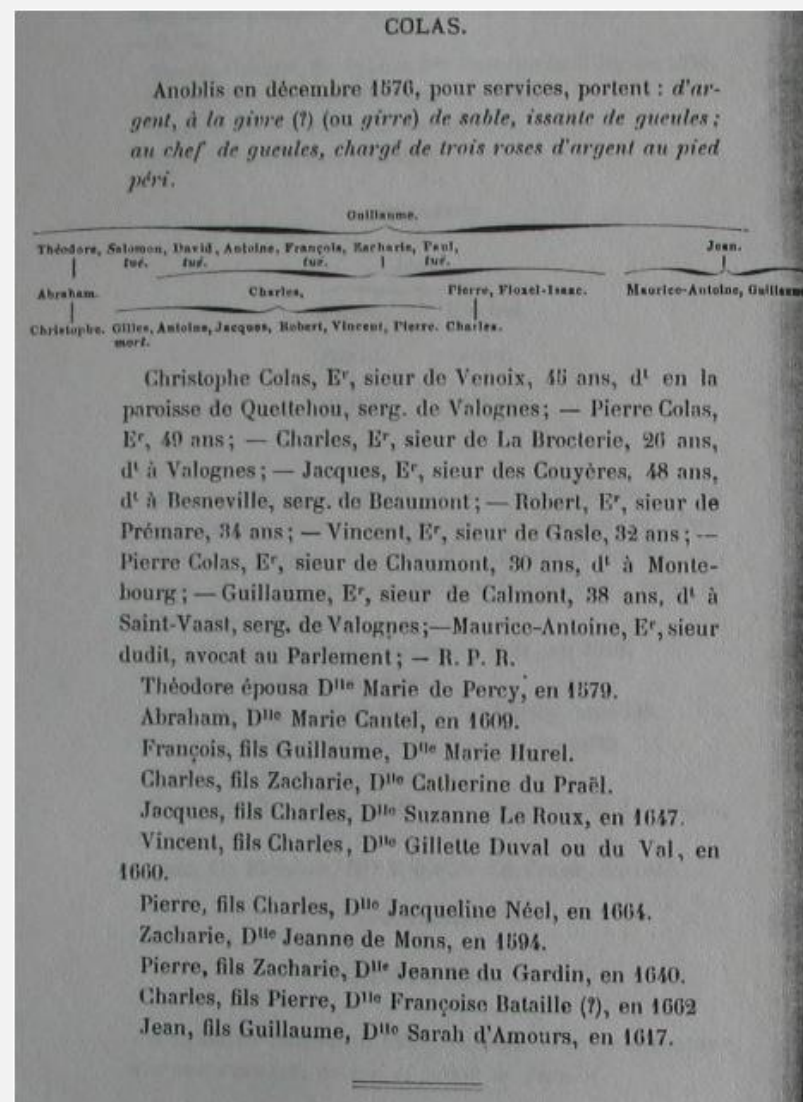 COLAS.
Anoblis en décembre 1576, pour services, portent : d'ar-
gent, à la givre (?) (ou girre) de sable, issante de gueules ;
au chef de gueules, chargé de trois roses d'argent au pied
péri.
Guillaume.
Théodore, Salomon, David, Antoine, François, Zacharie, Paul, Jean.
tué. tué. tué. tué.
Abraham. Charles, Pierre, Floxel-Isaac. Maurice-Antoine, Guillaume
Christophe. Gilles, Antoine, Jacques, Robert, Vincent, Pierre. Charles.
mort.
Christophe Colas, Eʳ, sieur de Venoix, 45 ans, dᵗ en la
paroisse de Quettehou, serg. de Valognes ; — Pierre Colas,
Eʳ, 49 ans ; — Charles, Eʳ, sieur de La Brocterie, 26 ans,
dᵗ à Valognes ; — Jacques, Eʳ, sieur des Couyères, 48 ans,
dᵗ à Besneville, serg. de Beaumont ; — Robert, Eʳ, sieur de
Prémare, 34 ans ; — Vincent, Eʳ, sieur de Gasle, 32 ans ; —
Pierre Colas, Eʳ, sieur de Chaumont, 30 ans, dᵗ à Monte-
bourg ; — Guillaume, Eʳ, sieur de Calmont, 38 ans, dᵗ à
Saint-Vaast, serg. de Valognes ; — Maurice-Antoine, Eʳ, sieur
dudit, avocat au Parlement ; — R. P. R.
Théodore épousa Dˡˡᵉ Marie de Percy, en 1579.
Abraham, Dˡˡᵉ Marie Cantel, en 1609.
François, fils Guillaume, Dˡˡᵉ Marie Hurel.
Charles, fils Zacharie, Dˡˡᵉ Catherine du Praël.
Jacques, fils Charles, Dˡˡᵉ Suzanne Le Roux, en 1647.
Vincent, fils Charles, Dˡˡᵉ Gillette Duval ou du Val, en
1660.
Pierre, fils Charles, Dˡˡᵉ Jacqueline Néel, en 1664.
Zacharie, Dˡˡᵉ Jeanne de Mons, en 1594.
Pierre, fils Zacharie, Dˡˡᵉ Jeanne du Gardin, en 1640.
Charles, fils Pierre, Dˡˡᵉ Françoise Bataille (?), en 1662
Jean, fils Guillaume, Dˡˡᵉ Sarah d'Amours, en 1617.